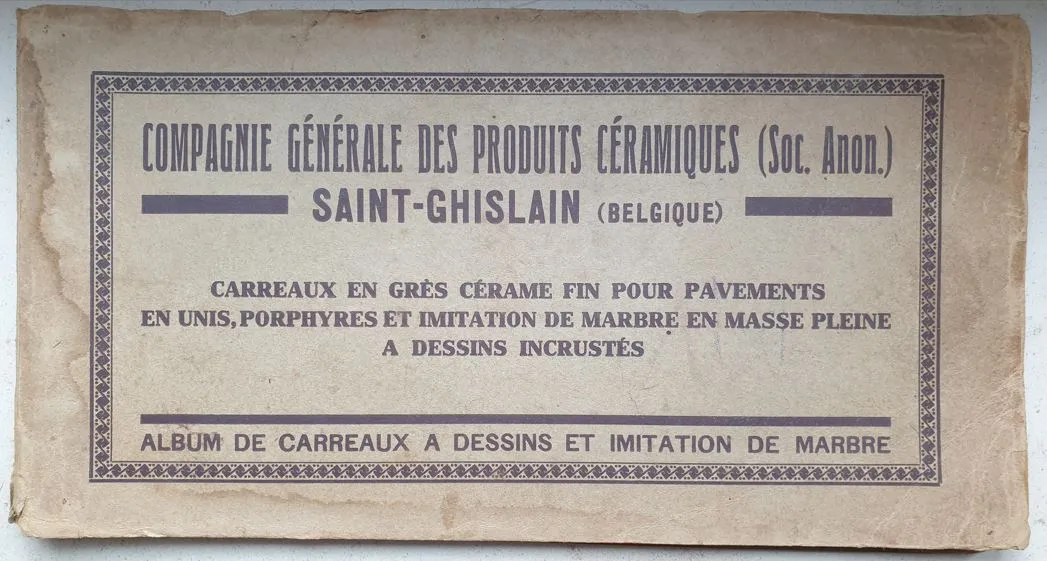 COMPAGNIE GÉNÉRALE DES PRODUITS CÉRAMIQUES (Soc. Anon.)
SAINT-GHISLAIN (BELGIQUE)
CARREAUX EN GRÈS CÉRAME FIN POUR PAVEMENTS
EN UNIS, PORPHYRES ET IMITATION DE MARBRE EN MASSE PLEINE
A DESSINS INCRUSTÉS
ALBUM DE CARREAUX A DESSINS ET IMITATION DE MARBRE